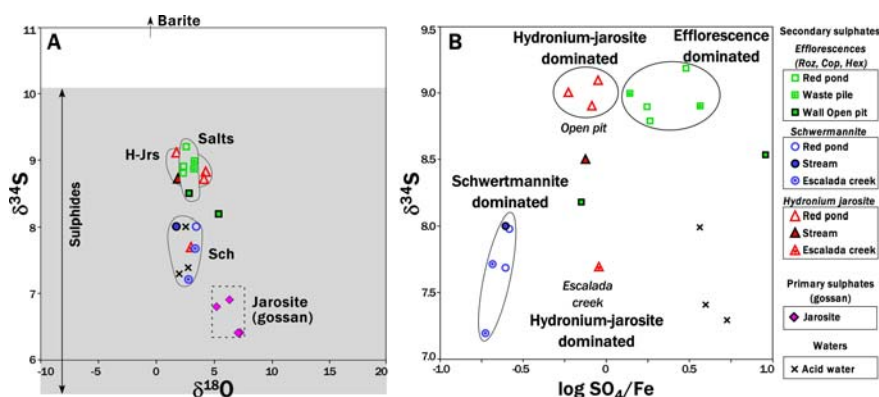 A
Barite
11
10
9
8
7
6
δ34S
Sulphides
Salts
H-Jrs
Sch
Jarosite
(gossan)
-10
-5
0
5
10
15
20
δ18O
B
Hydronium-jarosite
dominated
Efflorescence
dominated
Open pit
Schwertmannite
dominated
Escalada
creek
Hydronium-jarosite
dominated
9.5
9.0
8.5
8.0
7.5
7.0
δ34S
-1.0
-0.5
0.0
0.5
1.0
log SO4/Fe
Secondary sulphates
Efflorescences
(Roz, Cop, Hex)
Red pond
Waste pile
Wall Open pit
Schwermannite
Red pond
Stream
Escalada creek
Hydronium jarosite
Red pond
Stream
Escalada creek
Primary sulphates
(gossan)
Jarosite
Waters
Acid water